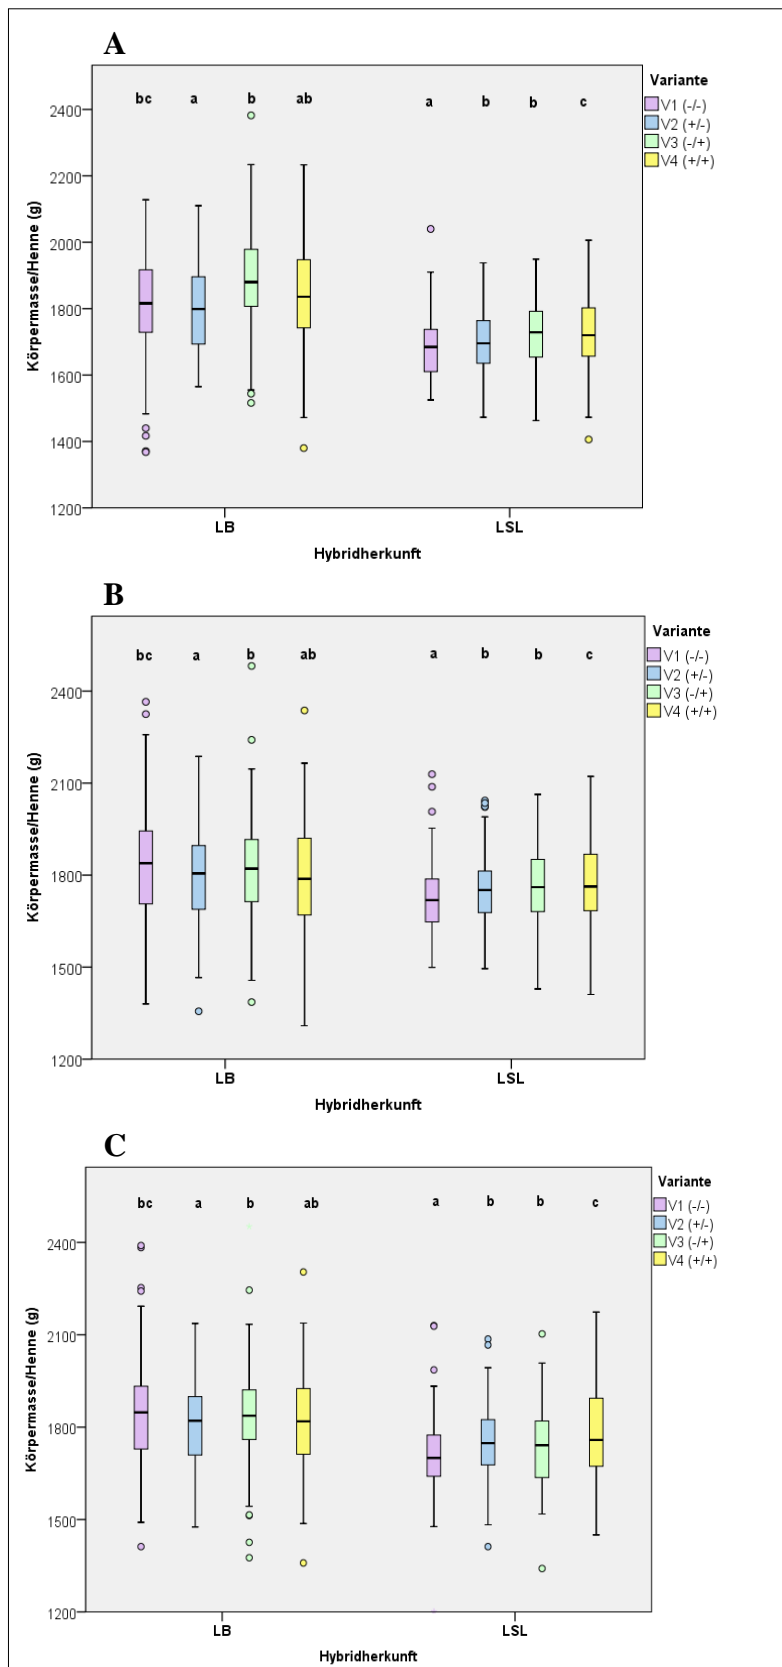 A
bc a b ab a b b c
Variante
V1 (-/-)
V2 (+/-)
V3 (-/+)
V4 (+/+)
Körpermasse/Henne (g)
2400
2200
2000
1800
1600
1400
1200
LB LSL
Hybridherkunft
B
bc a b ab a b b c
Variante
V1 (-/-)
V2 (+/-)
V3 (-/+)
V4 (+/+)
Körpermasse/Henne (g)
2400
2100
1800
1500
1200
LB LSL
Hybridherkunft
C
bc a b ab a b b c
Variante
V1 (-/-)
V2 (+/-)
V3 (-/+)
V4 (+/+)
Körpermasse/Henne (g)
2400
2100
1800
1500
1200
LB LSL
Hybridherkunft